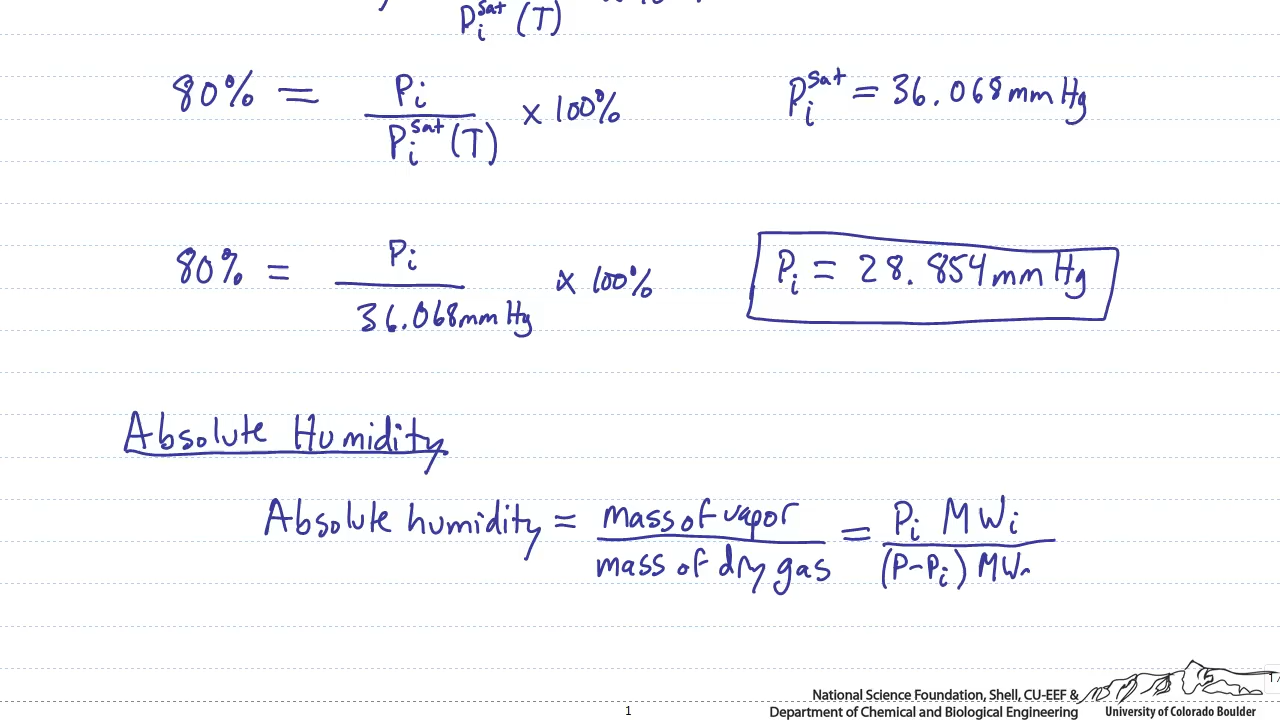 P_i^sat (T)
80% = P_i / P_i^sat (T) x 100%
P_i^sat = 36.068 mm Hg
80% = P_i / 36.068 mm Hg x 100%
P_i = 28.854 mm Hg
Absolute Humidity
Absolute humidity = mass of vapor / mass of dry gas = P_i MW_i / (P-P_i) MW
National Science Foundation, Shell, CU-EEF &
Department of Chemical and Biological Engineering
University of Colorado Boulder
1